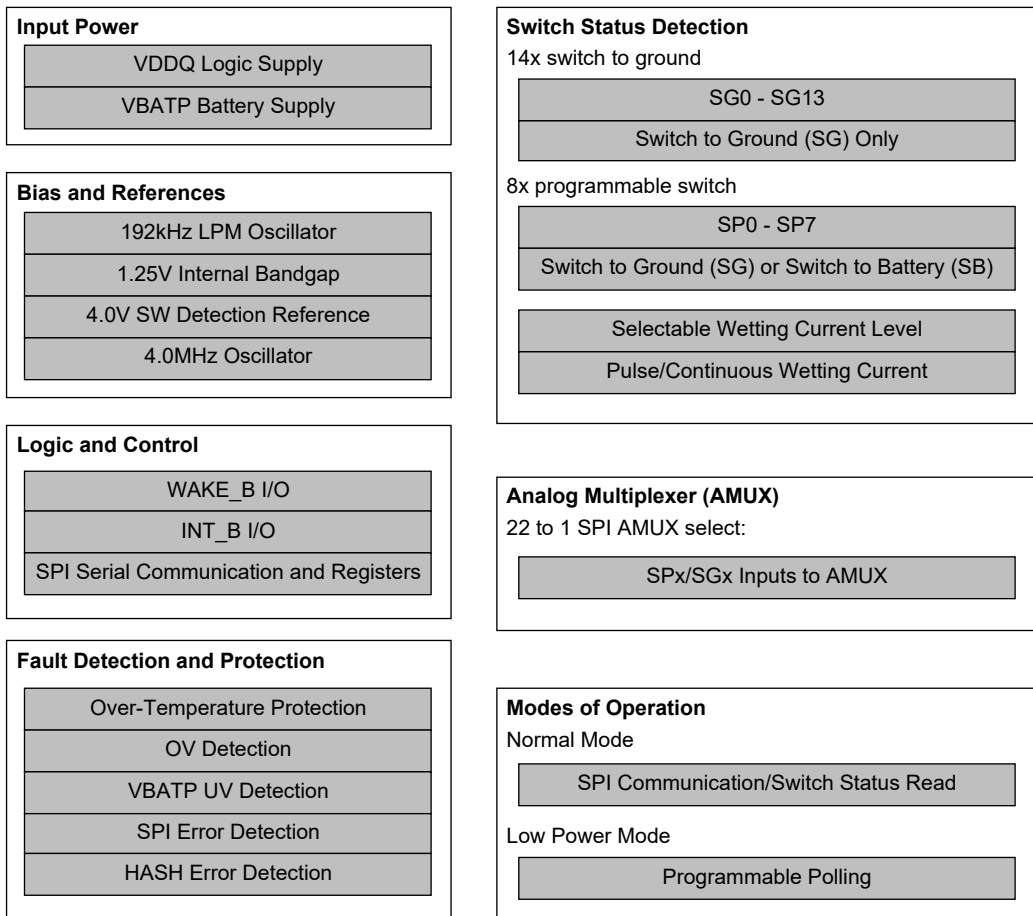 Input Power
VDDQ Logic Supply
VBATP Battery Supply
Bias and References
192kHz LPM Oscillator
1.25V Internal Bandgap
4.0V SW Detection Reference
4.0MHz Oscillator
Logic and Control
WAKE_B I/O
INT_B I/O
SPI Serial Communication and Registers
Fault Detection and Protection
Over-Temperature Protection
OV Detection
VBATP UV Detection
SPI Error Detection
HASH Error Detection
Switch Status Detection
14x switch to ground
SG0 - SG13
Switch to Ground (SG) Only
8x programmable switch
SP0 - SP7
Switch to Ground (SG) or Switch to Battery (SB)
Selectable Wetting Current Level
Pulse/Continuous Wetting Current
Analog Multiplexer (AMUX)
22 to 1 SPI AMUX select:
SPx/SGx Inputs to AMUX
Modes of Operation
Normal Mode
SPI Communication/Switch Status Read
Low Power Mode
Programmable Polling